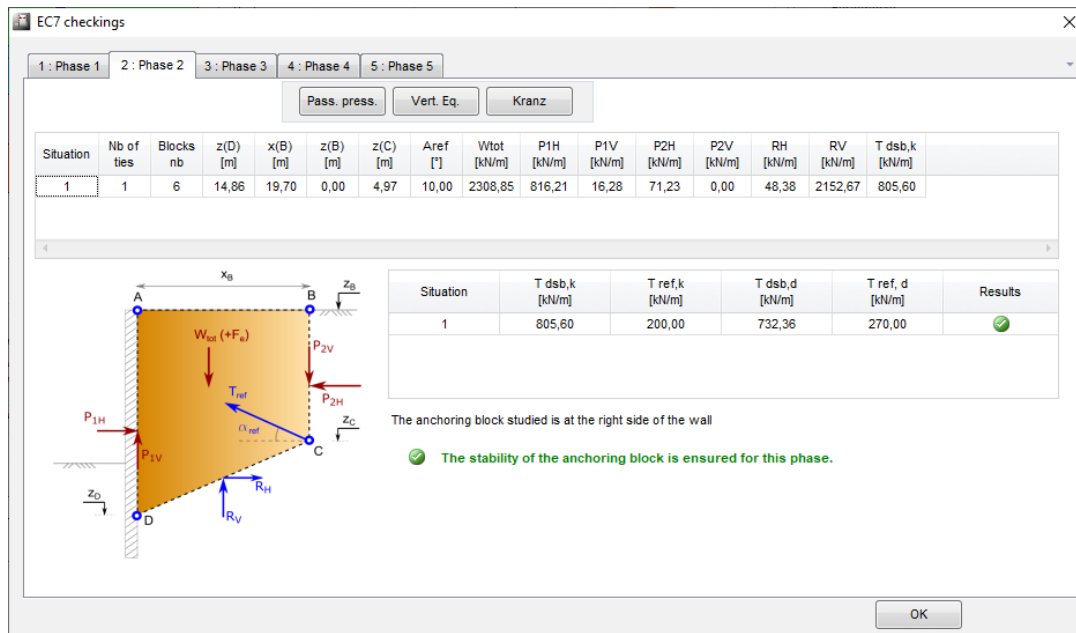 EC7 checkings
1 : Phase 1 2 : Phase 2 3 : Phase 3 4 : Phase 4 5 : Phase 5
Pass. press. Vert. Eq. Kranz
Situation Nb of ties Blocks nb z(D) [m] x(B) [m] z(B) [m] z(C) [m] Aref [°] Wtot [kN/m] P1H [kN/m] P1V [kN/m] P2H [kN/m] P2V [kN/m] RH [kN/m] RV [kN/m] T dsb,k [kN/m]
1 1 6 14,86 19,70 0,00 4,97 10,00 2308,85 816,21 16,28 71,23 0,00 48,38 2152,67 805,60
xB
A
B
zB
Wtot (+Fe)
P2V
Tref
P2H
P1H
αref
zC
C
P1V
RH
zD
D
RV
Situation T dsb,k [kN/m] T ref,k [kN/m] T dsb,d [kN/m] T ref, d [kN/m] Results
1 805,60 200,00 732,36 270,00
The anchoring block studied is at the right side of the wall
The stability of the anchoring block is ensured for this phase.
OK